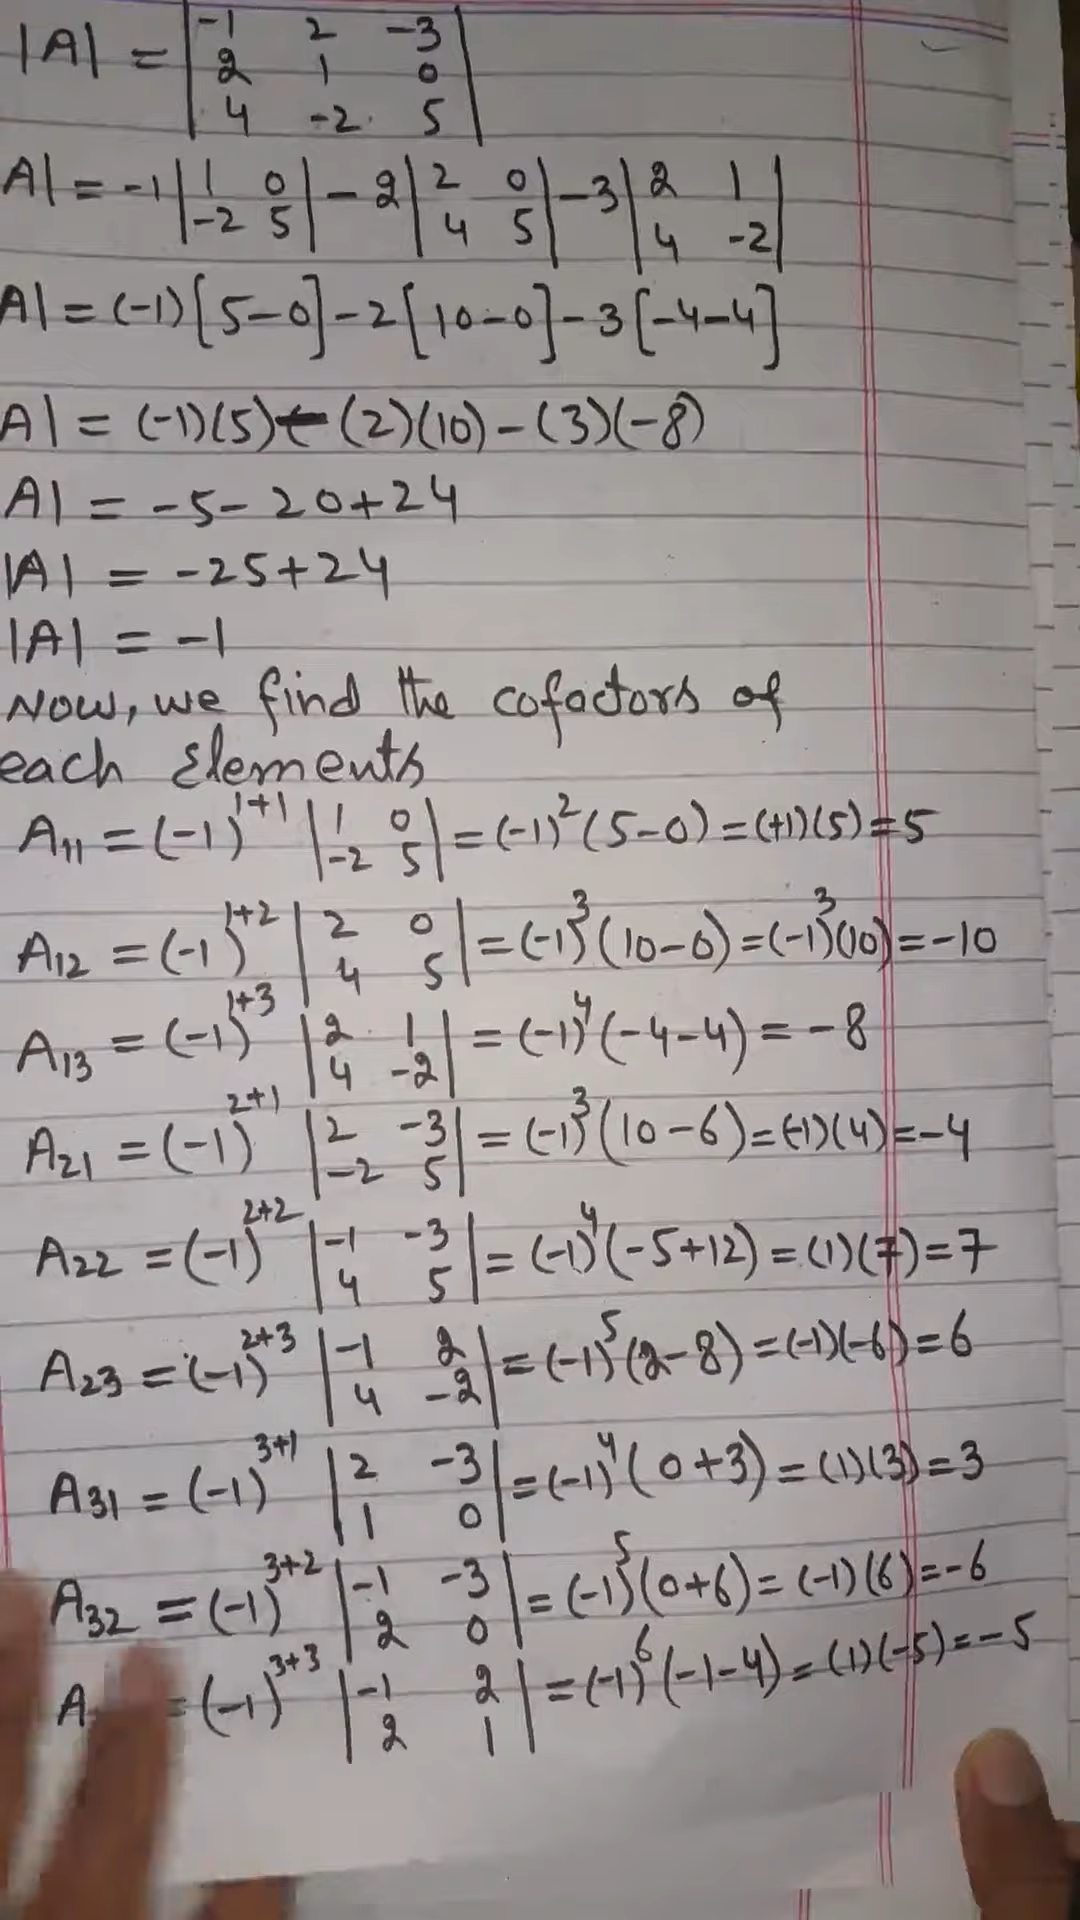 |A| = |-1 2 -3|
|2 1 0|
|4 -2 5|
A| = -1 |1 0| - 2 |2 0| - 3 |2 1|
|-2 5| |4 5| |4 -2|
A| = (-1)[5-0] - 2[10-0] - 3[-4-4]
A| = (-1)(5) - (2)(10) - (3)(-8)
A| = -5 - 20 + 24
|A| = -25 + 24
|A| = -1
Now, we find the cofactors of
each Elements
A₁₁ = (-1)¹⁺¹ |1 0| = (-1)² (5-0) = (+1)(5) = 5
|-2 5|
A₁₂ = (-1)¹⁺² |2 0| = (-1)³ (10-0) = (-1)³(10) = -10
|4 5|
A₁₃ = (-1)¹⁺³ |2 1| = (-1)⁴ (-4-4) = -8
|4 -2|
A₂₁ = (-1)²⁺¹ |2 -3| = (-1)³ (10-6) = (-1)(4) = -4
|-2 5|
A₂₂ = (-1)²⁺² |-1 -3| = (-1)⁴ (-5+12) = (1)(7) = 7
|4 5|
A₂₃ = (-1)²⁺³ |-1 2| = (-1)⁵ (2-8) = (-1)(-6) = 6
|4 -2|
A₃₁ = (-1)³⁺¹ |2 -3| = (-1)⁴ (0+3) = (1)(3) = 3
|1 0|
A₃₂ = (-1)³⁺² |-1 -3| = (-1)⁵ (0+6) = (-1)(6) = -6
|2 0|
A = (-1)³⁺³ |-1 2| = (-1)⁶ (-1-4) = (1)(-5) = -5
|2 1|